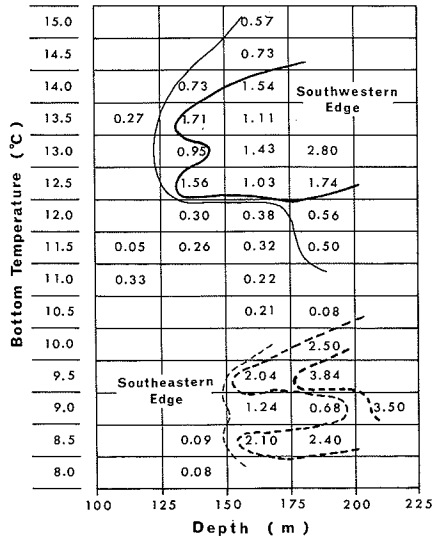 15.0 0.57
14.5 0.73
14.0 0.73 1.54
Southwestern
Edge
13.5 0.27 1.71 1.11
13.0 0.95 1.43 2.80
12.5 1.56 1.03 1.74
12.0 0.30 0.38 0.56
11.5 0.05 0.26 0.32 0.50
11.0 0.33 0.22
10.5 0.21 0.08
10.0 2.50
9.5 2.04 3.84
Southeastern
Edge
9.0 1.24 0.68 3.50
8.5 0.09 2.10 2.40
8.0 0.08
100 125 150 175 200 225
Depth (m)
Bottom Temperature (°C)